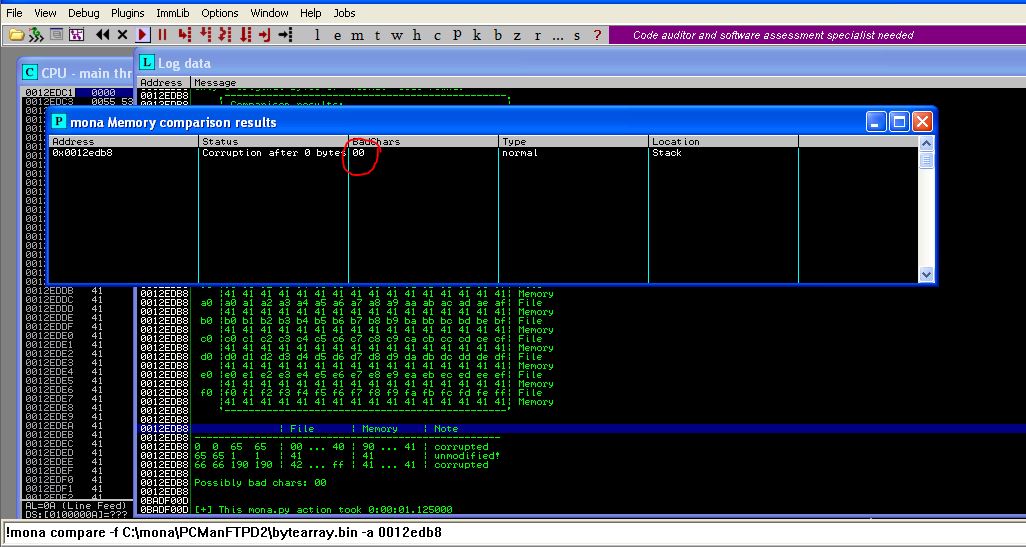 File View Debug Plugins ImmLib Options Window Help Jobs
l e m t w h c p k b z r ... s ? Code auditor and software assessment specialist needed
C CPU - main thr
L Log data
Address Message
0012EDC1 0000
0012EDC3 0055 53
0012EDB8
0012EDB8 Comparison results:
P mona Memory comparison results
Address Status BadChars Type Location
0x0012edb8 Corruption after 0 bytes 00 normal Stack
0012EDDB 41 0012EDB8 |41 41 41 41 41 41 41 41 41 41 41 41 41 41 41 41| Memory
0012EDDC 41 0012EDB8 a0 |a0 a1 a2 a3 a4 a5 a6 a7 a8 a9 aa ab ac ad ae af| File
0012EDDD 41 0012EDB8 |41 41 41 41 41 41 41 41 41 41 41 41 41 41 41 41| Memory
0012EDDE 41 0012EDB8 b0 |b0 b1 b2 b3 b4 b5 b6 b7 b8 b9 ba bb bc bd be bf| File
0012EDDF 41 0012EDB8 |41 41 41 41 41 41 41 41 41 41 41 41 41 41 41 41| Memory
0012EDE0 41 0012EDB8 c0 |c0 c1 c2 c3 c4 c5 c6 c7 c8 c9 ca cb cc cd ce cf| File
0012EDE1 41 0012EDB8 |41 41 41 41 41 41 41 41 41 41 41 41 41 41 41 41| Memory
0012EDE2 41 0012EDB8 d0 |d0 d1 d2 d3 d4 d5 d6 d7 d8 d9 da db dc dd de df| File
0012EDE3 41 0012EDB8 |41 41 41 41 41 41 41 41 41 41 41 41 41 41 41 41| Memory
0012EDE4 41 0012EDB8 e0 |e0 e1 e2 e3 e4 e5 e6 e7 e8 e9 ea eb ec ed ee ef| File
0012EDE5 41 0012EDB8 |41 41 41 41 41 41 41 41 41 41 41 41 41 41 41 41| Memory
0012EDE6 41 0012EDB8 f0 |f0 f1 f2 f3 f4 f5 f6 f7 f8 f9 fa fb fc fd fe ff| File
0012EDE7 41 0012EDB8 |41 41 41 41 41 41 41 41 41 41 41 41 41 41 41 41| Memory
0012EDE8 41 0012EDB8
0012EDE9 41 0012EDB8
0012EDEA 41 0012EDB8 | File | Memory | Note
0012EDEB 41 0012EDB8
0012EDEC 41 0012EDB8 0 0 65 65 | 00 ... 40 | 90 ... 41 | corrupted
0012EDED 41 0012EDB8 65 65 1 1 | 41 | 41 | unmodified!
0012EDEE 41 0012EDB8 66 66 190 190 | 42 ... ff | 41 ... 41 | corrupted
0012EDEF 41 0012EDB8
0012EDF0 41 0012EDB8 Possibly bad chars: 00
0012EDF1 41 0012EDB8
0012EDF2 41 0BADF00D
AL=0A (Line Feed) 0BADF00D [+] This mona.py action took 0:00:01.125000
DS:[0100000A]=???
!mona compare -f C:\mona\PCManFTPD2\bytearray.bin -a 0012edb8